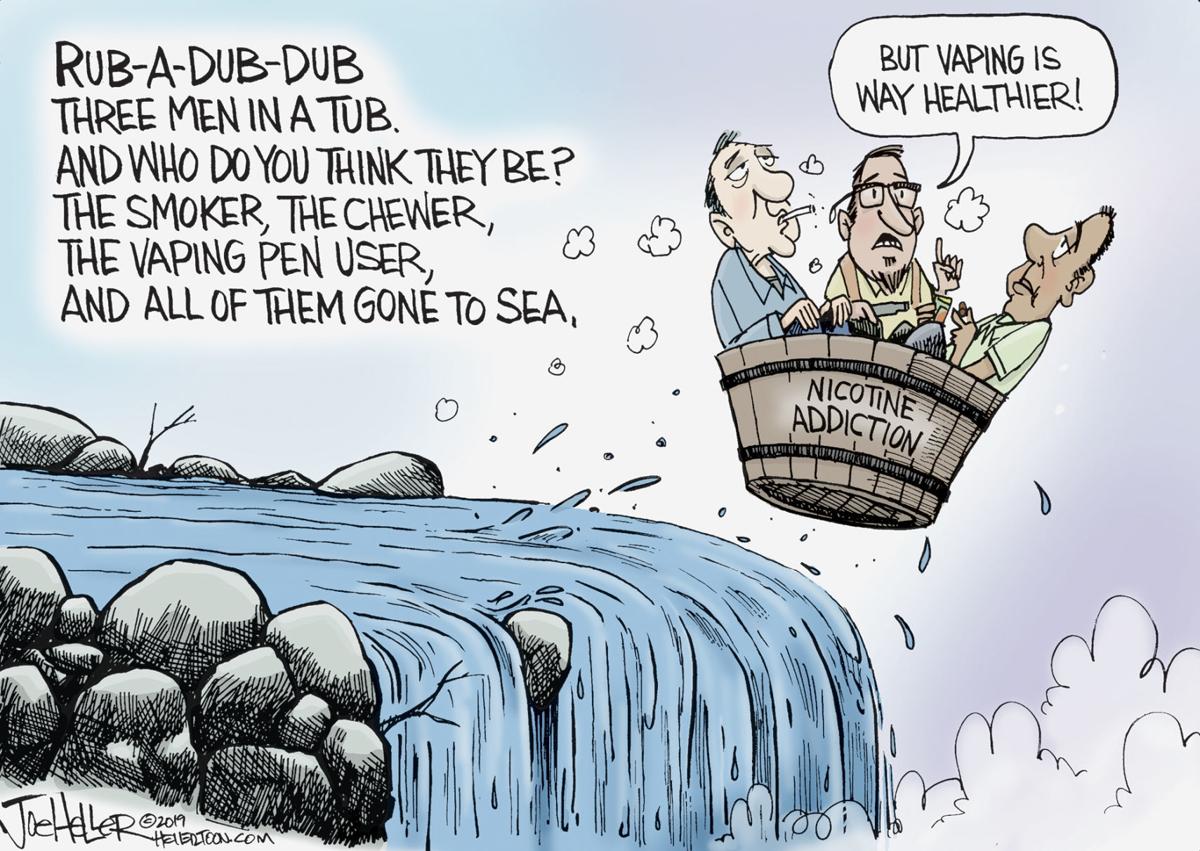 RUB-A-DUB-DUB
THREE MEN IN A TUB.
AND WHO DO YOU THINK THEY BE?
THE SMOKER, THE CHEWER,
THE VAPING PEN USER,
AND ALL OF THEM GONE TO SEA.
BUT VAPING IS
WAY HEALTHIER!
NICOTINE
ADDICTION
JOE HELLER ©2019
HELLERTOON.COM